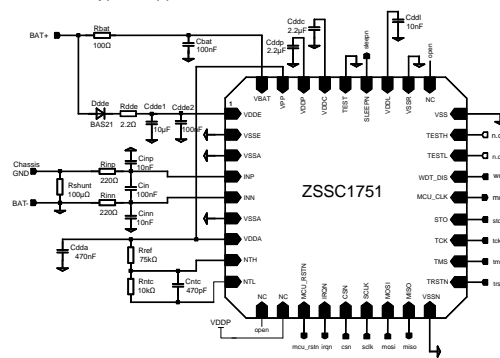 Cddc
2.2µF
Cddl
10nF
Cddp
2.2µF
sleepn
open
Rbat
BAT+
100Ω
Cbat
100nF
VBAT
VPP
VDDP
VDDC
TEST
SLEEPN
VDDL
VSSR
NC
Ddde
BAS21
Rdde
2.2Ω
Cdde1
10µF
Cdde2
100nF
1
VDDE
VSSE
VSSA
INP
INN
VSSA
VDDA
NTH
NTL
VSS
TESTH
TESTL
WDT_DIS
MCU_CLK
STO
TCK
TMS
TRSTN
ZSSC1751
Chassis
GND
Rinp
220Ω
Cinp
10nF
Rshunt
100µΩ
Cin
100nF
BAT-
Rinn
220Ω
Cinn
10nF
Cdda
470nF
Rref
75kΩ
Rntc
10kΩ
Cntc
470pF
NC
NC
MCU_RSTN
IRQN
CSN
SCLK
MOSI
MISO
VSSN
VDDP
open
mcu_rstn
irqn
csn
sclk
mosi
miso